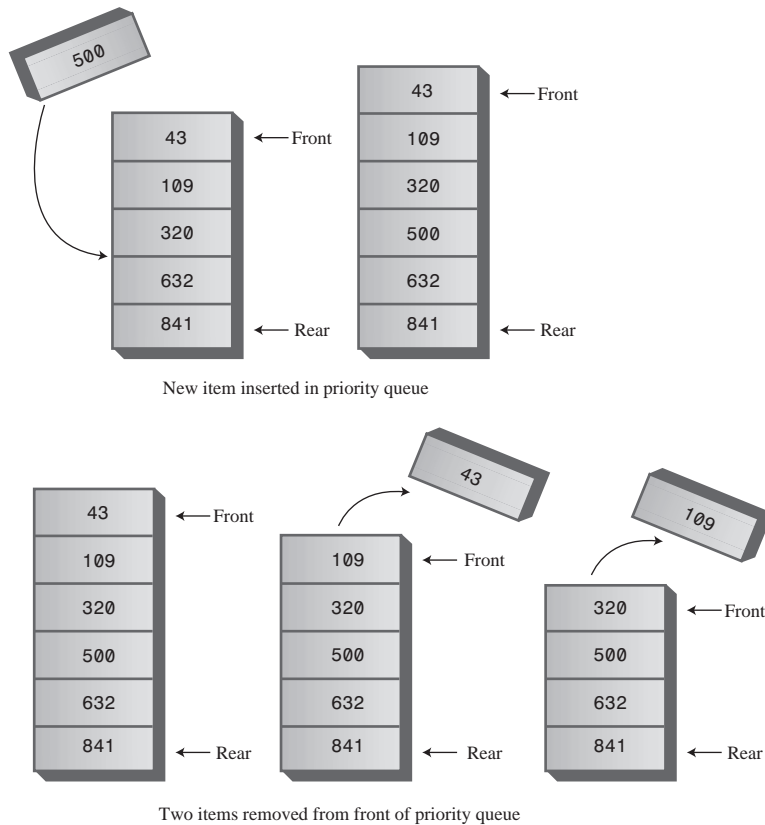 500
43
109
320
632
841
Front
Rear
43
109
320
500
632
841
Front
Rear
New item inserted in priority queue
43
109
320
500
632
841
Front
Rear
43
109
320
500
632
841
Front
Rear
109
320
500
632
841
Front
Rear
Two items removed from front of priority queue